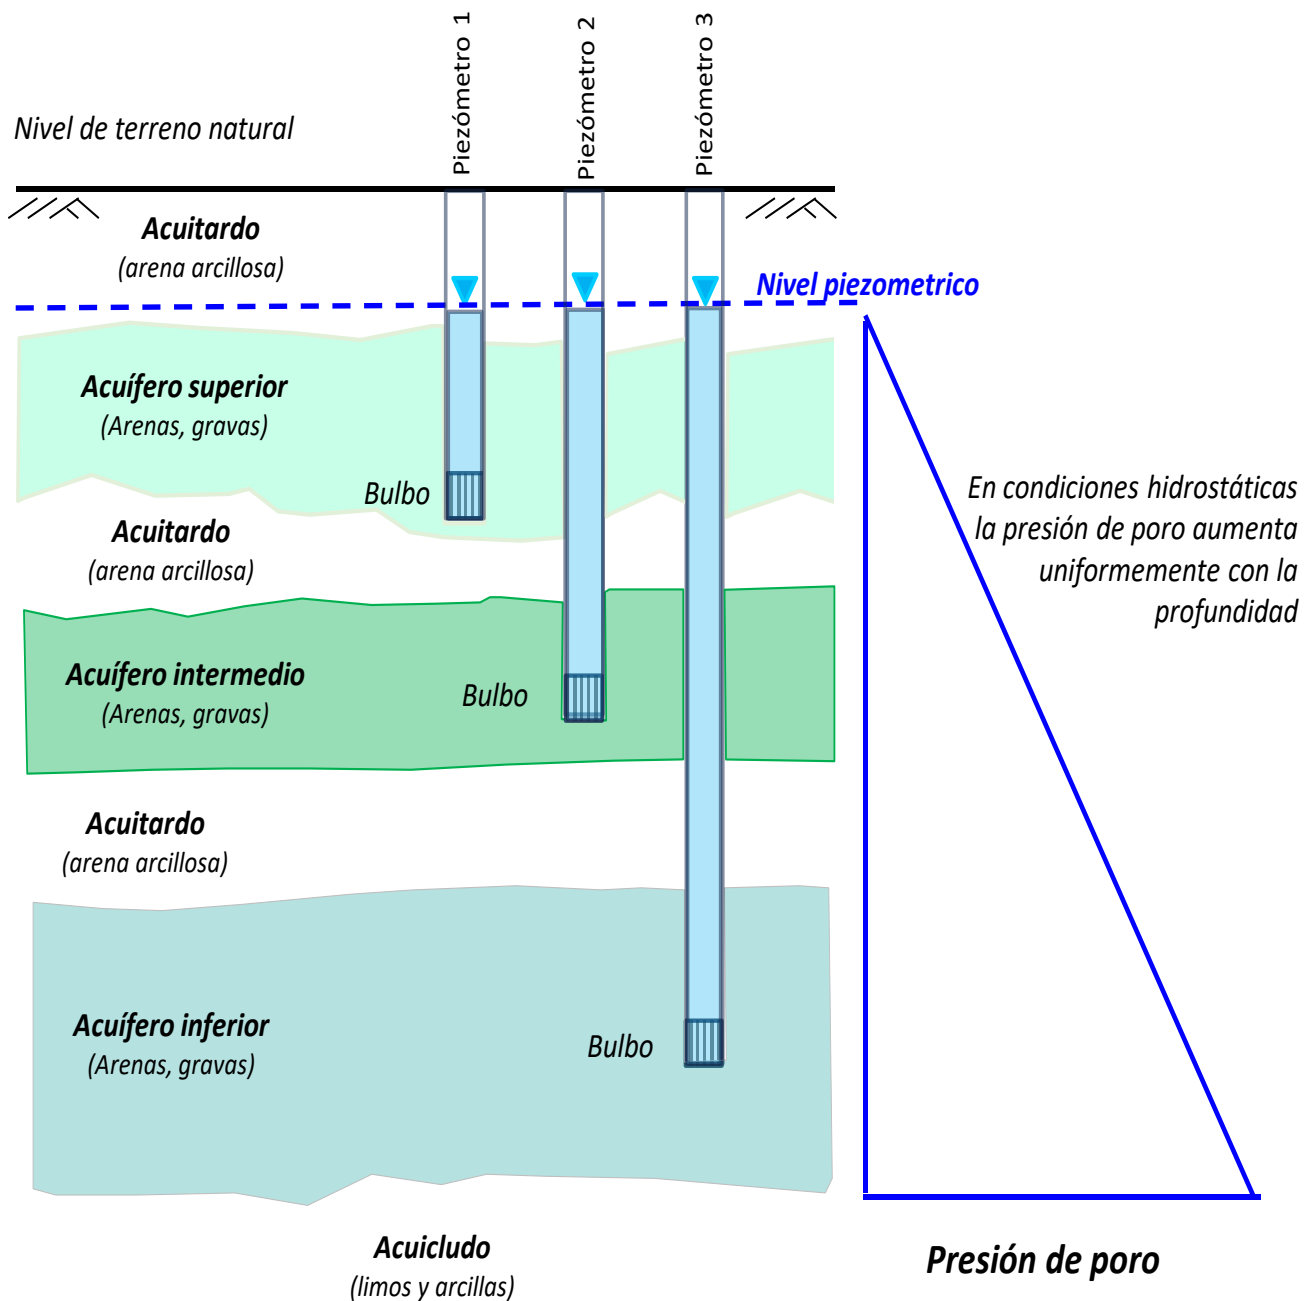 Piezómetro 1
Piezómetro 2
Piezómetro 3
Nivel de terreno natural
Acuitardo
(arena arcillosa)
Nivel piezometrico
Acuífero superior
(Arenas, gravas)
Bulbo
En condiciones hidrostáticas
la presión de poro aumenta
uniformemente con la
profundidad
Acuitardo
(arena arcillosa)
Acuífero intermedio
(Arenas, gravas)
Bulbo
Acuitardo
(arena arcillosa)
Acuífero inferior
(Arenas, gravas)
Bulbo
Acuicludo
(limos y arcillas)
Presión de poro